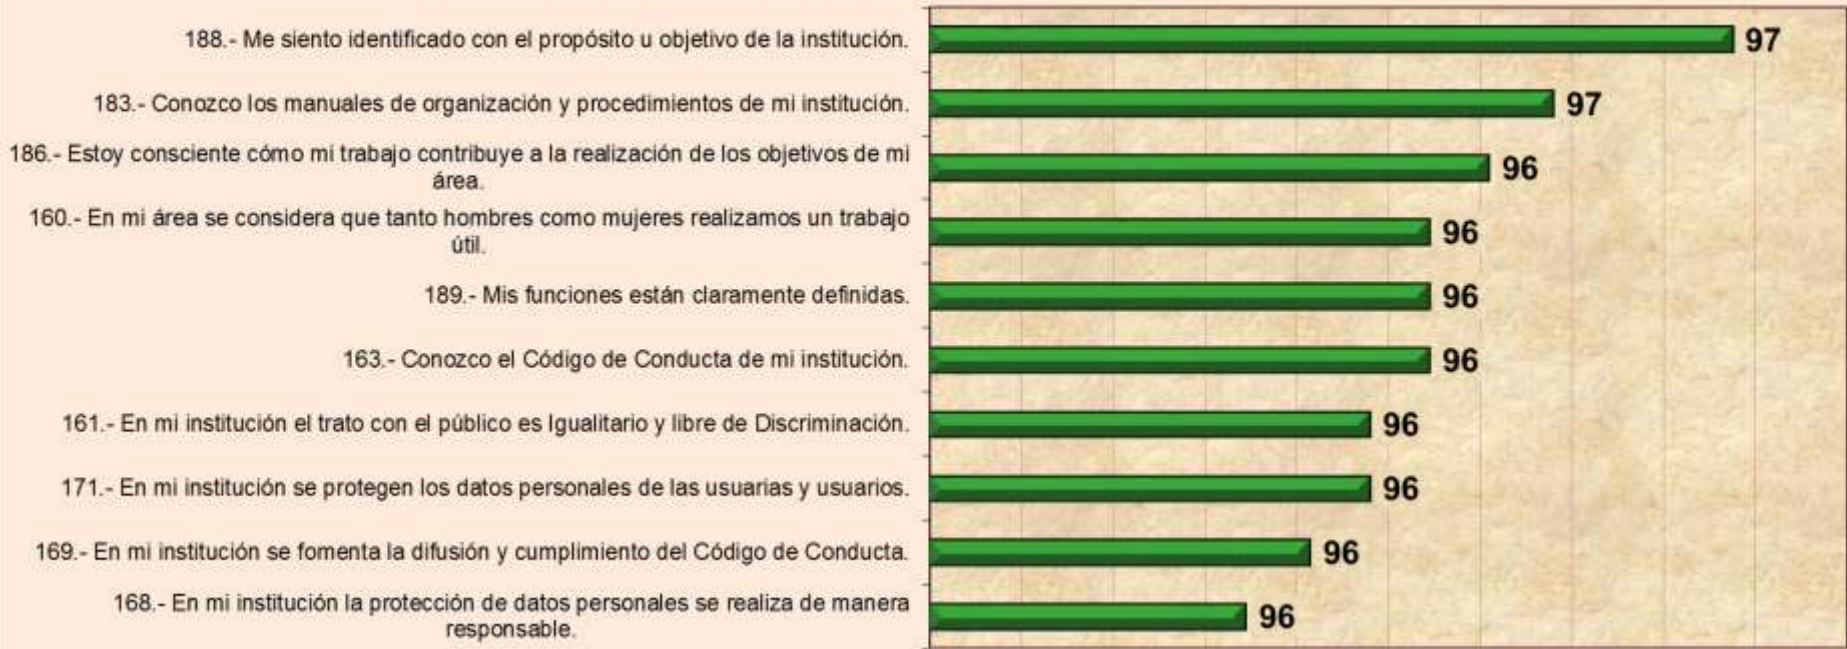 188.- Me siento identificado con el propósito u objetivo de la institución.
97
183.- Conozco los manuales de organización y procedimientos de mi institución.
97
186.- Estoy consciente cómo mi trabajo contribuye a la realización de los objetivos de mi
área.
96
160.- En mi área se considera que tanto hombres como mujeres realizamos un trabajo
útil.
96
189.- Mis funciones están claramente definidas.
96
163.- Conozco el Código de Conducta de mi institución.
96
161.- En mi institución el trato con el público es Igualitario y libre de Discriminación.
96
171.- En mi institución se protegen los datos personales de las usuarias y usuarios.
96
169.- En mi institución se fomenta la difusión y cumplimiento del Código de Conducta.
96
168.- En mi institución la protección de datos personales se realiza de manera
responsable.
96